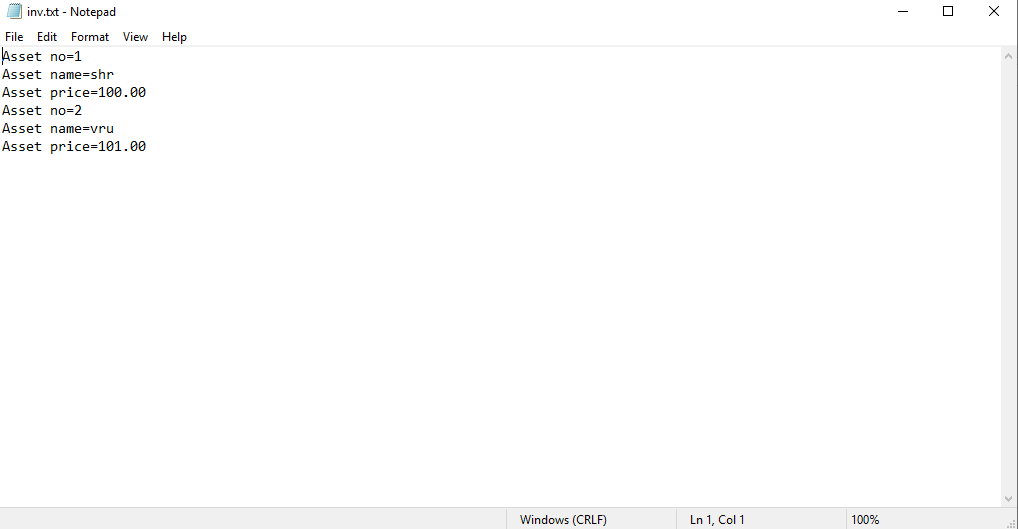 inv.txt - Notepad
File Edit Format View Help
Asset no=1
Asset name=shr
Asset price=100.00
Asset no=2
Asset name=vru
Asset price=101.00
Windows (CRLF) Ln 1, Col 1 100%